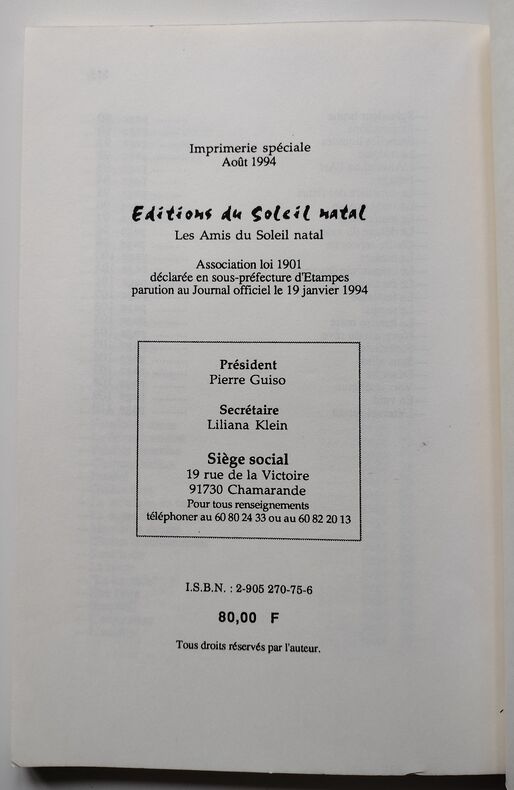 Imprimerie spéciale
Août 1994
Editions du Soleil natal
Les Amis du Soleil natal
Association loi 1901
déclarée en sous-préfecture d'Etampes
parution au Journal officiel le 19 janvier 1994
Président
Pierre Guiso
Secrétaire
Liliana Klein
Siège social
19 rue de la Victoire
91730 Chamarande
Pour tous renseignements
téléphoner au 60 80 24 33 ou au 60 82 20 13
I.S.B.N. : 2-905 270-75-6
80,00 F
Tous droits réservés par l'auteur.